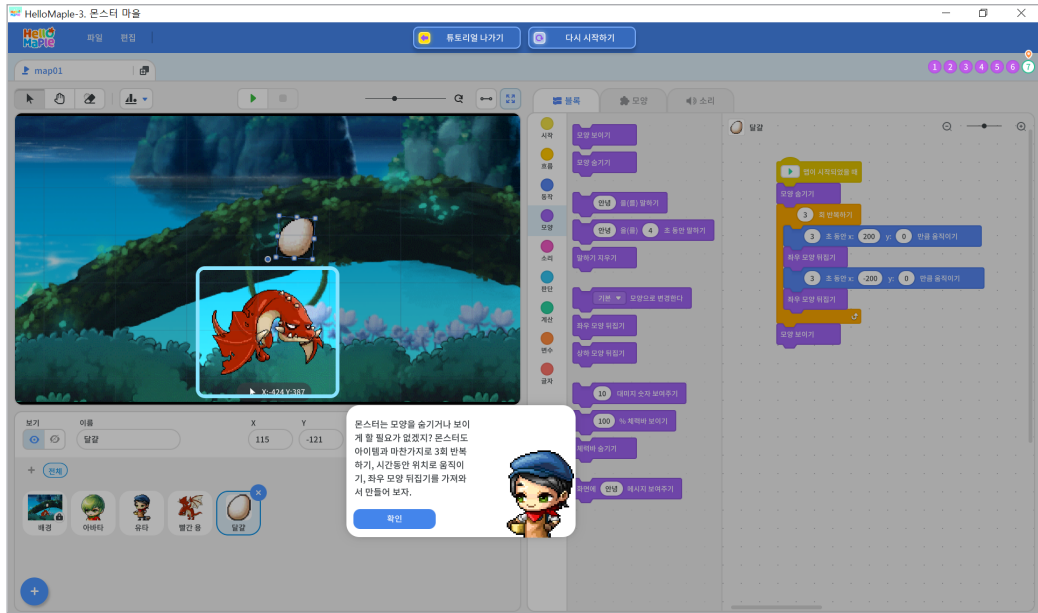 HelloMaple-3. 몬스터 마을
Hello Maple
파일 편집
튜토리얼 나가기
다시 시작하기
map01
1 2 3 4 5 6 7
블록
모양
소리
시작
흐름
동작
모양
소리
판단
계산
변수
글자
모양 보이기
모양 숨기기
안녕 을(를) 말하기
안녕 을(를) 4 초 동안 말하기
말하기 지우기
기본 모양으로 변경한다
좌우 모양 뒤집기
상하 모양 뒤집기
10 데미지 숫자 보여주기
100 % 체력바 보이기
체력바 숨기기
화면에 안녕 메시지 보여주기
달걀
맵이 시작되었을 때
모양 숨기기
3 회 반복하기
3 초 동안 x: 200 y: 0 만큼 움직이기
좌우 모양 뒤집기
3 초 동안 x: -200 y: 0 만큼 움직이기
좌우 모양 뒤집기
모양 보이기
X:-424 Y:387
보기 이름 X Y
달걀 115 -121
전체
배경
아바타
유타
빨간 용
달걀
몬스터는 모양을 숨기거나 보이
게 할 필요가 없겠지? 몬스터도
아이템과 마찬가지로 3회 반복
하기, 시간동안 위치로 움직이
기, 좌우 모양 뒤집기를 가져와
서 만들어 보자.
확인